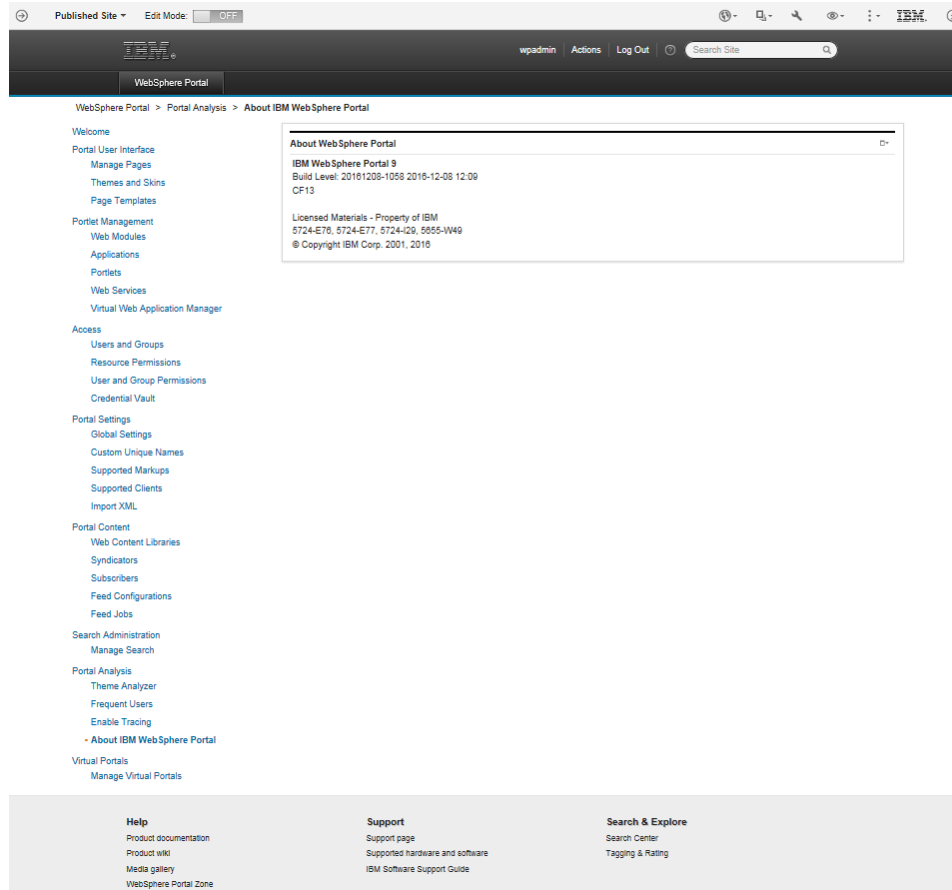 Published Site Edit Mode: OFF IBM.
IBM. wpadmin Actions Log Out Search Site
WebSphere Portal
WebSphere Portal > Portal Analysis > About IBM WebSphere Portal
Welcome
Portal User Interface
Manage Pages
Themes and Skins
Page Templates
Portlet Management
Web Modules
Applications
Portlets
Web Services
Virtual Web Application Manager
Access
Users and Groups
Resource Permissions
User and Group Permissions
Credential Vault
Portal Settings
Global Settings
Custom Unique Names
Supported Markups
Supported Clients
Import XML
Portal Content
Web Content Libraries
Syndicators
Subscribers
Feed Configurations
Feed Jobs
Search Administration
Manage Search
Portal Analysis
Theme Analyzer
Frequent Users
Enable Tracing
- About IBM WebSphere Portal
Virtual Portals
Manage Virtual Portals
About WebSphere Portal
IBM WebSphere Portal 9
Build Level: 20161208-1058 2016-12-08 12:09
CF13
Licensed Materials - Property of IBM
5724-E76, 5724-E77, 5724-I29, 5655-W49
© Copyright IBM Corp. 2001, 2016
Help
Product documentation
Product wiki
Media gallery
WebSphere Portal Zone
Support
Support page
Supported hardware and software
IBM Software Support Guide
Search & Explore
Search Center
Tagging & Rating